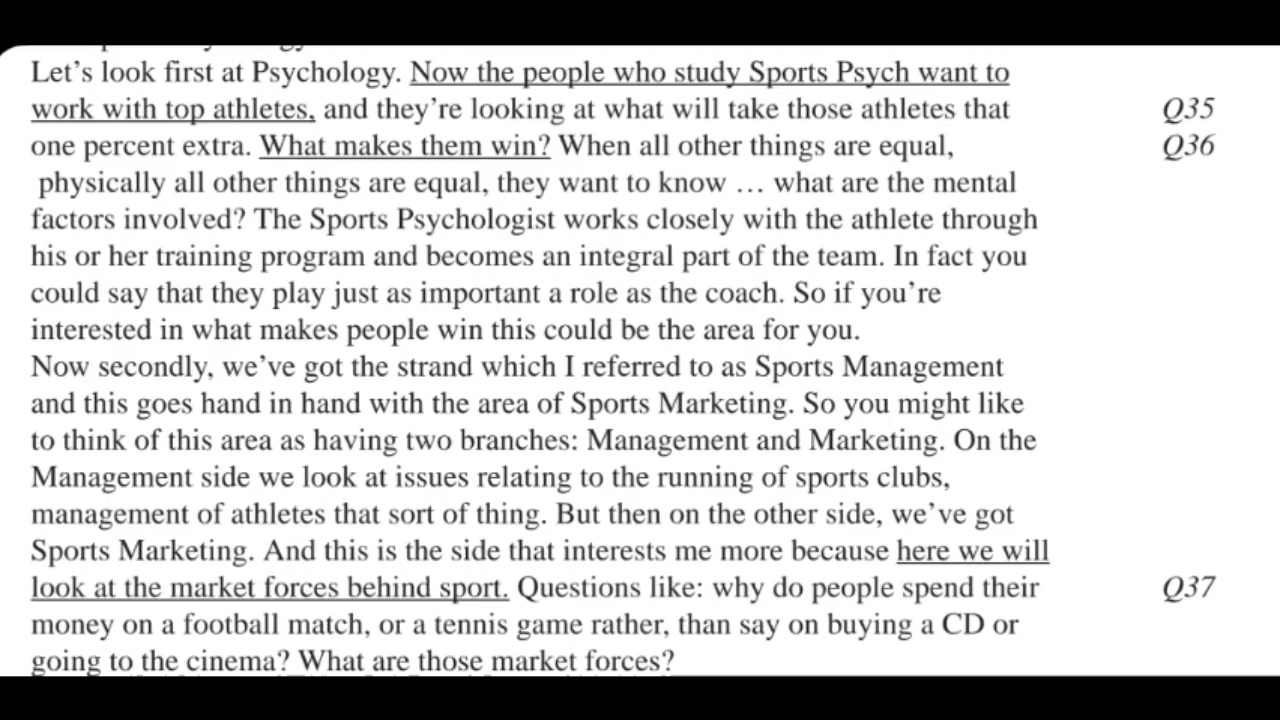 Let's look first at Psychology. Now the people who study Sports Psych want to
work with top athletes, and they're looking at what will take those athletes that Q35
one percent extra. What makes them win? When all other things are equal, Q36
physically all other things are equal, they want to know … what are the mental
factors involved? The Sports Psychologist works closely with the athlete through
his or her training program and becomes an integral part of the team. In fact you
could say that they play just as important a role as the coach. So if you're
interested in what makes people win this could be the area for you.
Now secondly, we've got the strand which I referred to as Sports Management
and this goes hand in hand with the area of Sports Marketing. So you might like
to think of this area as having two branches: Management and Marketing. On the
Management side we look at issues relating to the running of sports clubs,
management of athletes that sort of thing. But then on the other side, we've got
Sports Marketing. And this is the side that interests me more because here we will
look at the market forces behind sport. Questions like: why do people spend their Q37
money on a football match, or a tennis game rather, than say on buying a CD or
going to the cinema? What are those market forces?